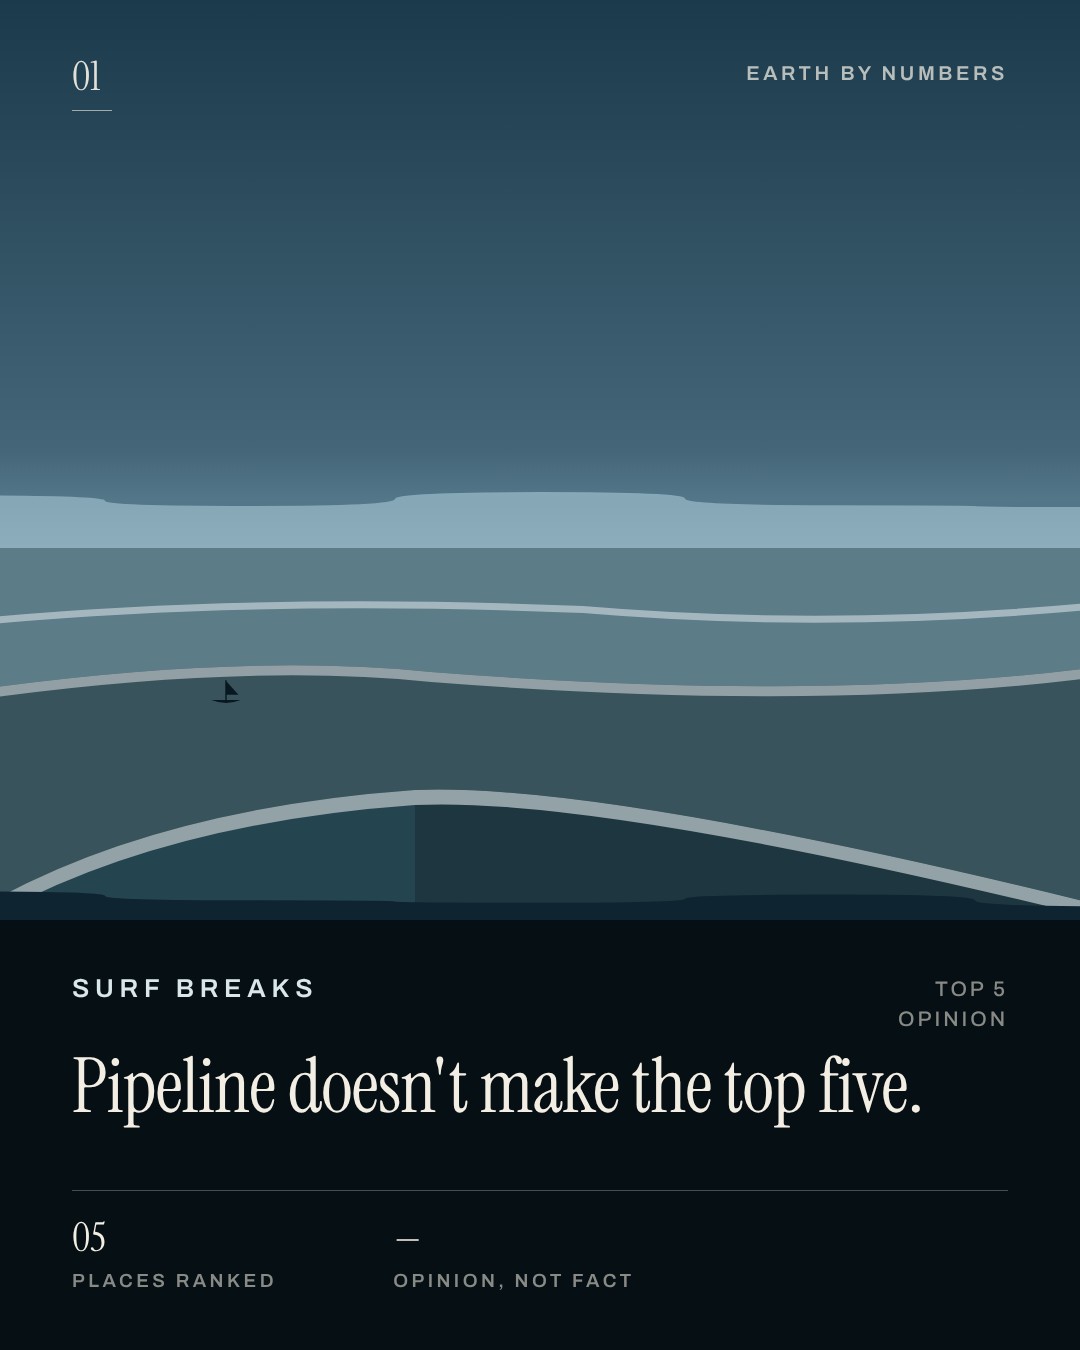 01
EARTH BY NUMBERS
SURF BREAKS
TOP 5
OPINION
Pipeline doesn't make the top five.
05
—
PLACES RANKED
OPINION, NOT FACT